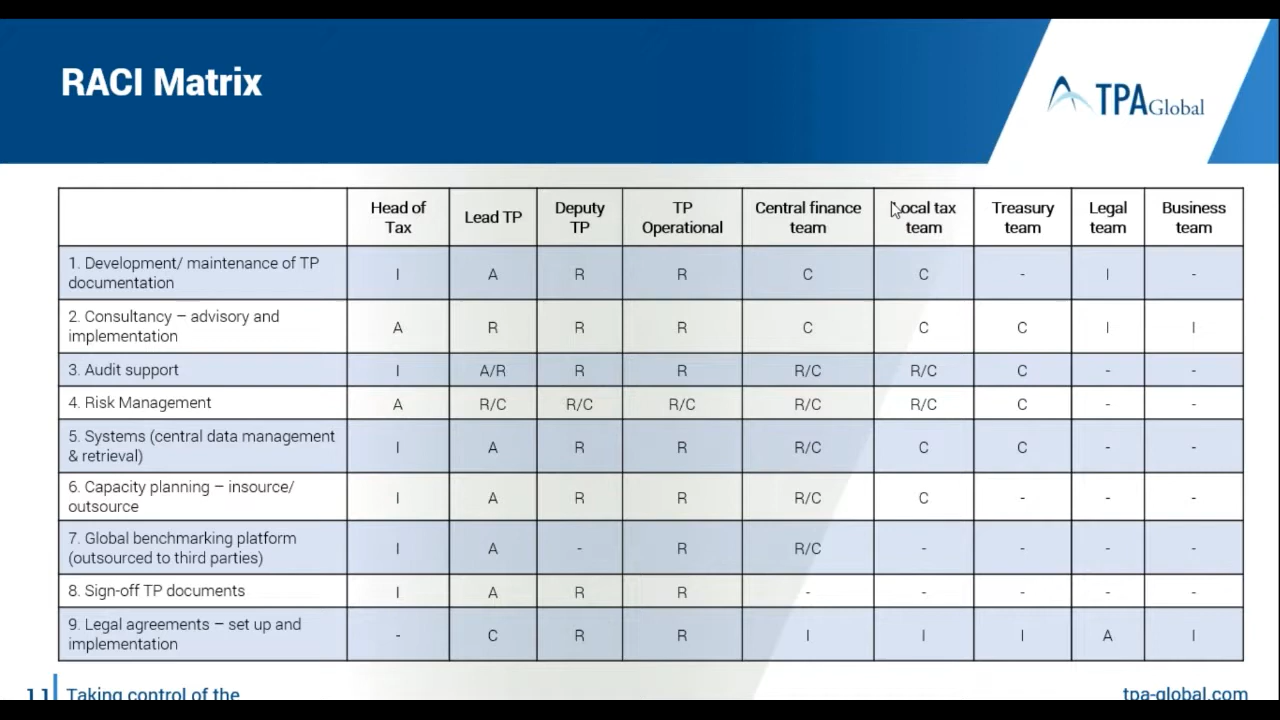 RACI Matrix
TPA Global
Head of Tax | Lead TP | Deputy TP | TP Operational | Central finance team | Local tax team | Treasury team | Legal team | Business team
1. Development/ maintenance of TP documentation | I | A | R | R | C | C | - | I | -
2. Consultancy – advisory and implementation | A | R | R | R | C | C | C | I | I
3. Audit support | I | A/R | R | R | R/C | R/C | C | - | -
4. Risk Management | A | R/C | R/C | R/C | R/C | R/C | C | - | -
5. Systems (central data management & retrieval) | I | A | R | R | R/C | C | C | - | -
6. Capacity planning – insource/ outsource | I | A | R | R | R/C | C | - | - | -
7. Global benchmarking platform (outsourced to third parties) | I | A | - | R | R/C | - | - | - | -
8. Sign-off TP documents | I | A | R | R | - | - | - | - | -
9. Legal agreements – set up and implementation | - | C | R | R | I | I | I | A | I
11 Taking control of the
tpa-global.com